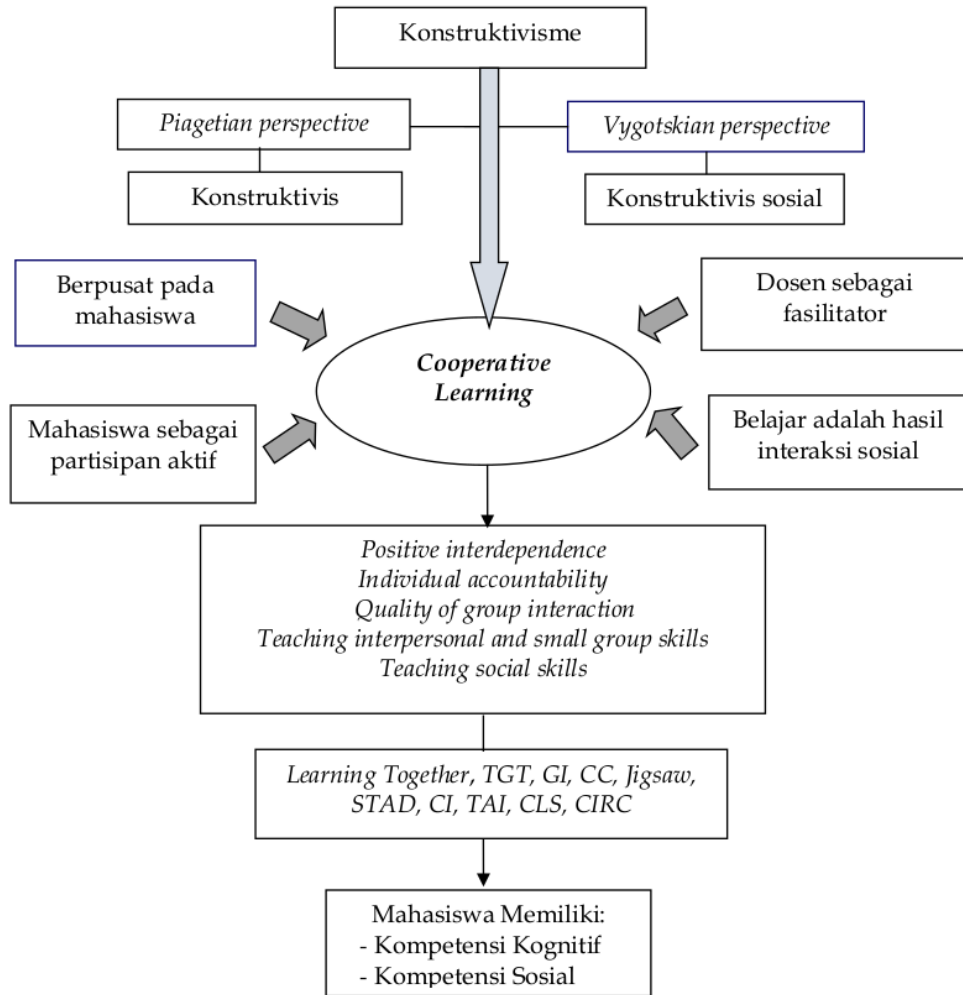 Konstruktivisme
Piagetian perspective
Vygotskian perspective
Konstruktivis
Konstruktivis sosial
Berpusat pada
mahasiswa
Dosen sebagai
fasilitator
Cooperative
Learning
Mahasiswa sebagai
partisipan aktif
Belajar adalah hasil
interaksi sosial
Positive interdependence
Individual accountability
Quality of group interaction
Teaching interpersonal and small group skills
Teaching social skills
Learning Together, TGT, GI, CC, Jigsaw,
STAD, CI, TAI, CLS, CIRC
Mahasiswa Memiliki:
- Kompetensi Kognitif
- Kompetensi Sosial